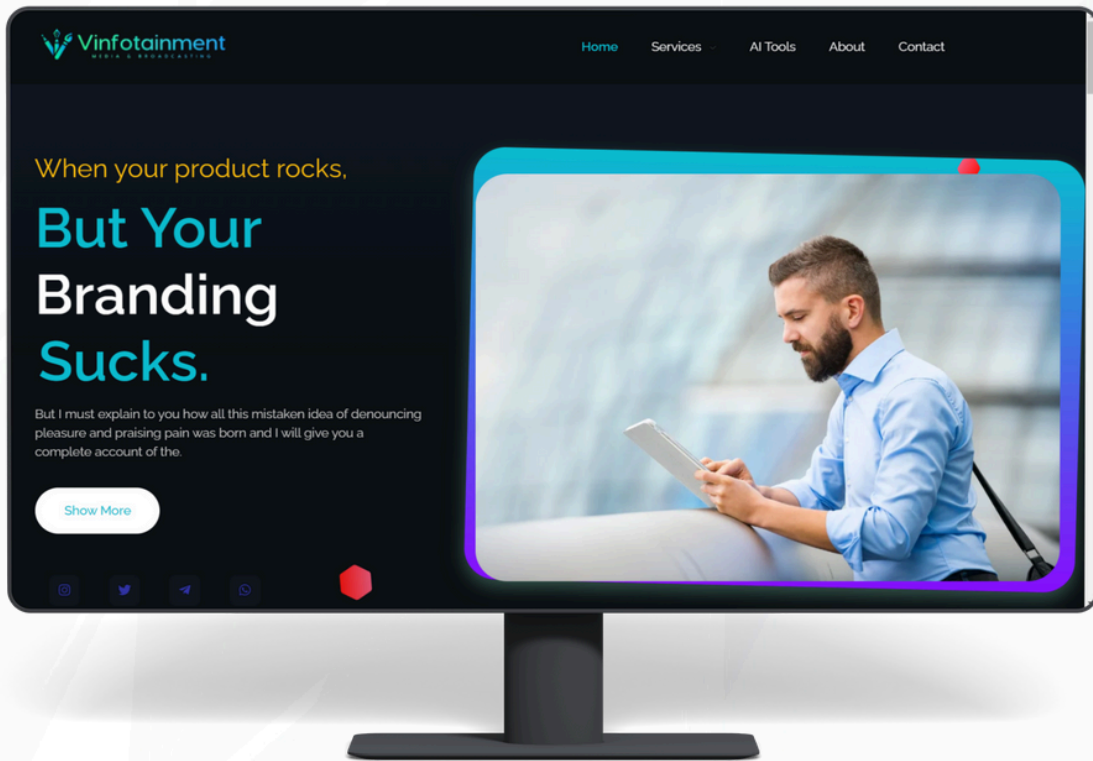 Vinfotainment
MEDIA & BROADCASTING
Home Services AI Tools About Contact
When your product rocks,
But Your
Branding
Sucks.
But I must explain to you how all this mistaken idea of denouncing
pleasure and praising pain was born and I will give you a
complete account of the.
Show More